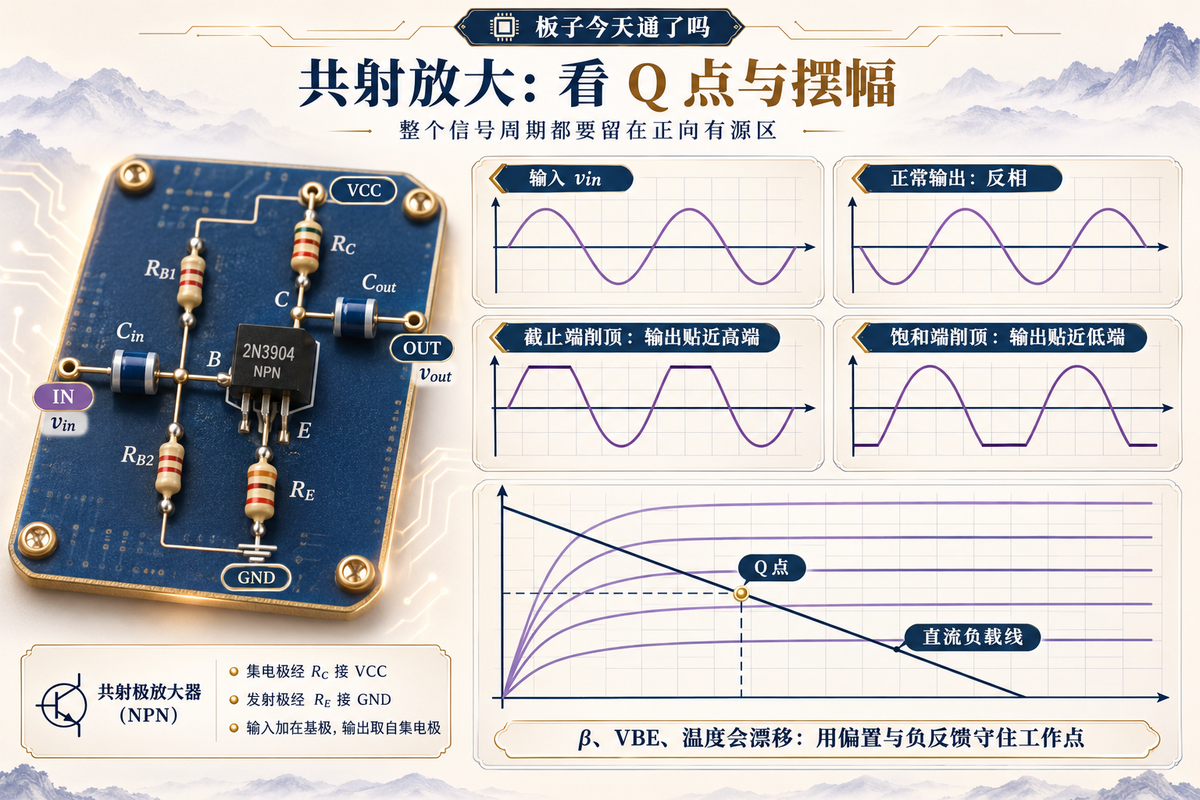 板子今天通了吗
共射放大：看 Q 点与摆幅
整个信号周期都要留在正向有源区
VCC
RB1
RC
Cout
C
Cin
B
2N3904
NPN
OUT
vout
IN
vin
E
RB2
RE
GND
共射极放大器
（NPN）
集电极经 RC 接 VCC
发射极经 RE 接 GND
输入加在基极, 输出取自集电极
输入 vin
正常输出：反相
截止端削顶：输出贴近高端
饱和端削顶：输出贴近低端
Q 点
直流负载线
β、VBE、温度会漂移：用偏置与负反馈守住工作点